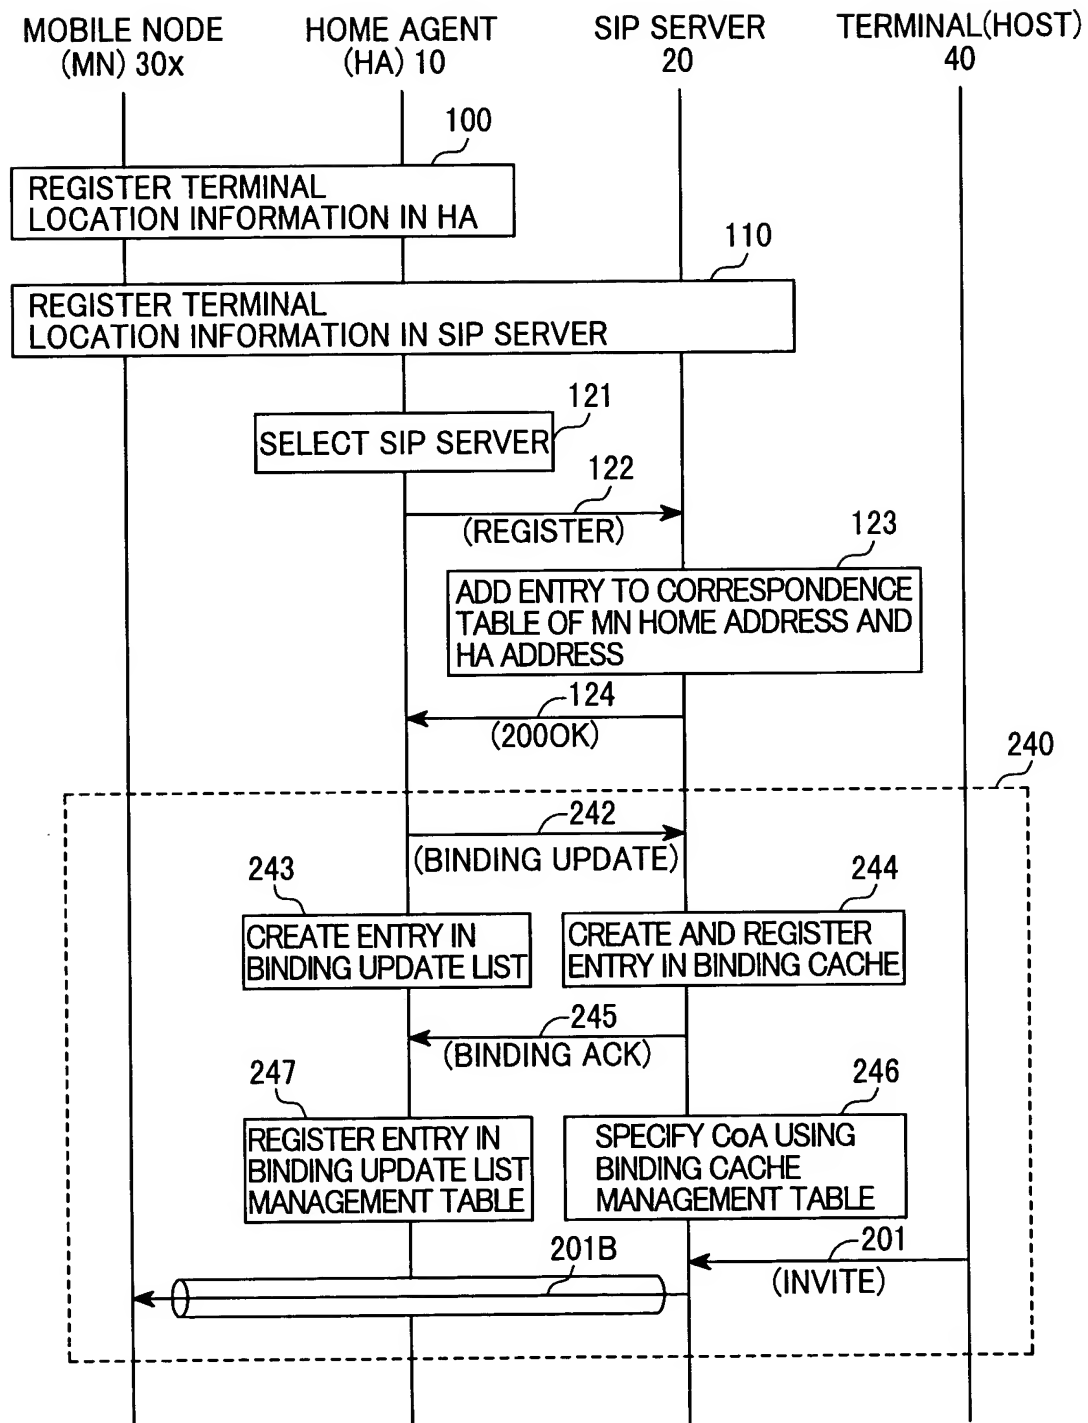 MOBILE NODE
(MN) 30x
HOME AGENT
(HA) 10
SIP SERVER
20
TERMINAL(HOST)
40
100
REGISTER TERMINAL
LOCATION INFORMATION IN HA
110
REGISTER TERMINAL
LOCATION INFORMATION IN SIP SERVER
121
SELECT SIP SERVER
122
(REGISTER)
123
ADD ENTRY TO CORRESPONDENCE
TABLE OF MN HOME ADDRESS AND
HA ADDRESS
124
(200OK)
240
242
(BINDING UPDATE)
243
CREATE ENTRY IN
BINDING UPDATE LIST
244
CREATE AND REGISTER
ENTRY IN BINDING CACHE
245
(BINDING ACK)
247
REGISTER ENTRY IN
BINDING UPDATE LIST
MANAGEMENT TABLE
246
SPECIFY CoA USING
BINDING CACHE
MANAGEMENT TABLE
201
(INVITE)
201B